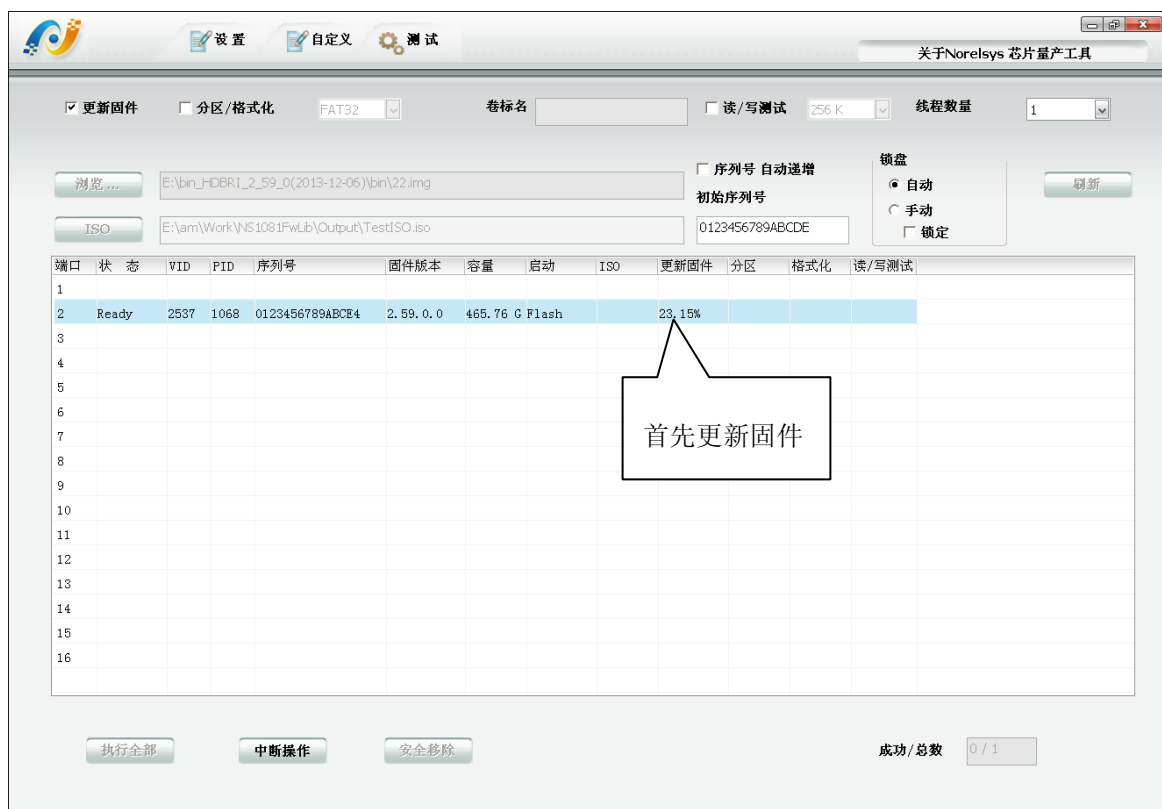 设置 自定义 测试
关于Norelsys 芯片量产工具
更新固件 分区/格式化 FAT32 卷标名 读/写测试 256 K 线程数量 1
浏览... E:\bin_HDBRI_2_59_0(2013-12-06)\bin\22.img 序列号 自动递增 锁盘 自动 刷新
初始序列号 手动
ISO E:\am\Work\NS1081FwLib\Output\TestISO.iso 0123456789ABCDE 锁定
端口 状 态 VID PID 序列号 固件版本 容量 启动 ISO 更新固件 分区 格式化 读/写测试
1
2 Ready 2537 1068 0123456789ABCE4 2.59.0.0 465.76 G Flash 23.15%
3
4
5
6
首先更新固件
7
8
9
10
11
12
13
14
15
16
执行全部 中断操作 安全移除 成功/总数 0 / 1